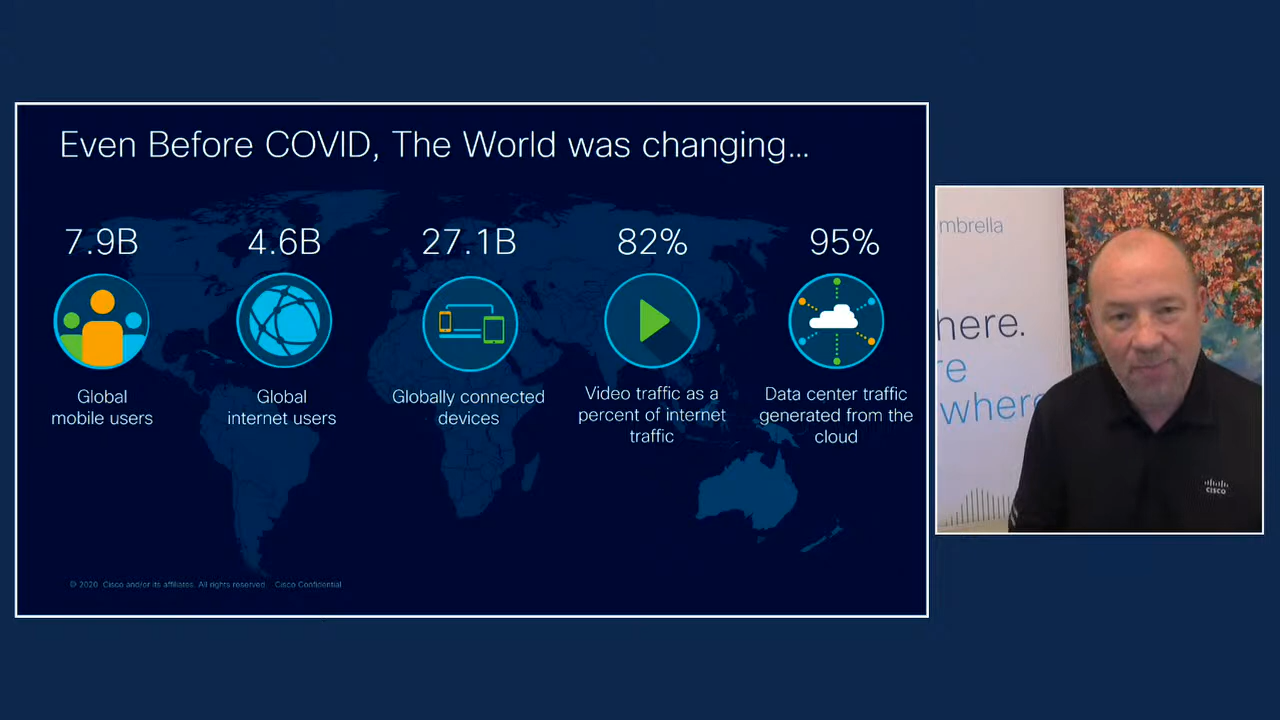 Even Before COVID, The World was changing...
7.9B
4.6B
27.1B
82%
95%
Global
mobile users
Global
internet users
Globally connected
devices
Video traffic as a
percent of internet
traffic
Data center traffic
generated from the
cloud
© 2020 Cisco and/or its affiliates. All rights reserved. Cisco Confidential
mbrella
here.
re
where
CISCO